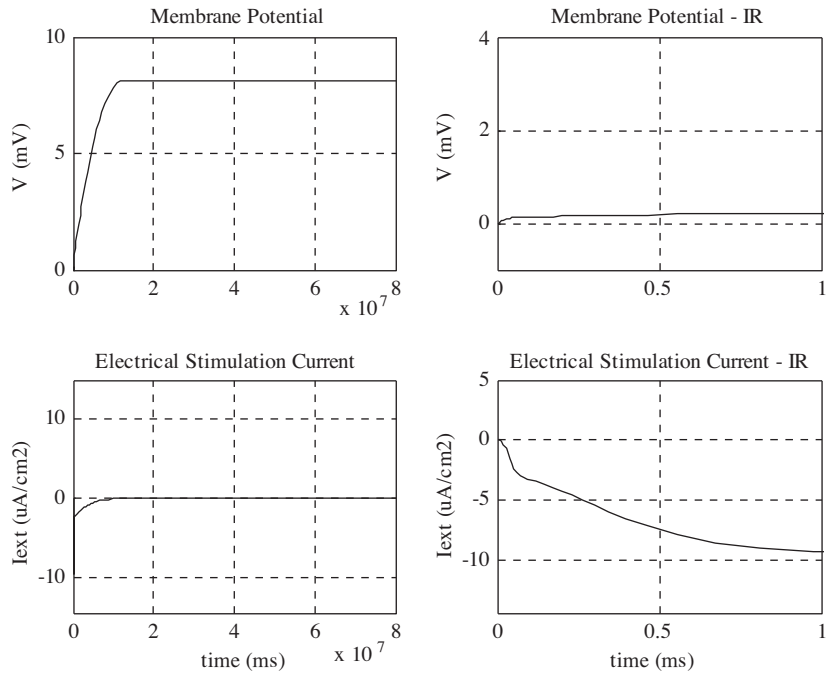 Membrane Potential
10
5
0
V (mV)
0
2
4
6
8
x 10^7
Membrane Potential - IR
4
2
0
V (mV)
0
0.5
1
Electrical Stimulation Current
10
0
-10
Iext (uA/cm2)
0
2
4
6
8
time (ms)
x 10^7
Electrical Stimulation Current - IR
5
0
-5
-10
Iext (uA/cm2)
0
0.5
1
time (ms)